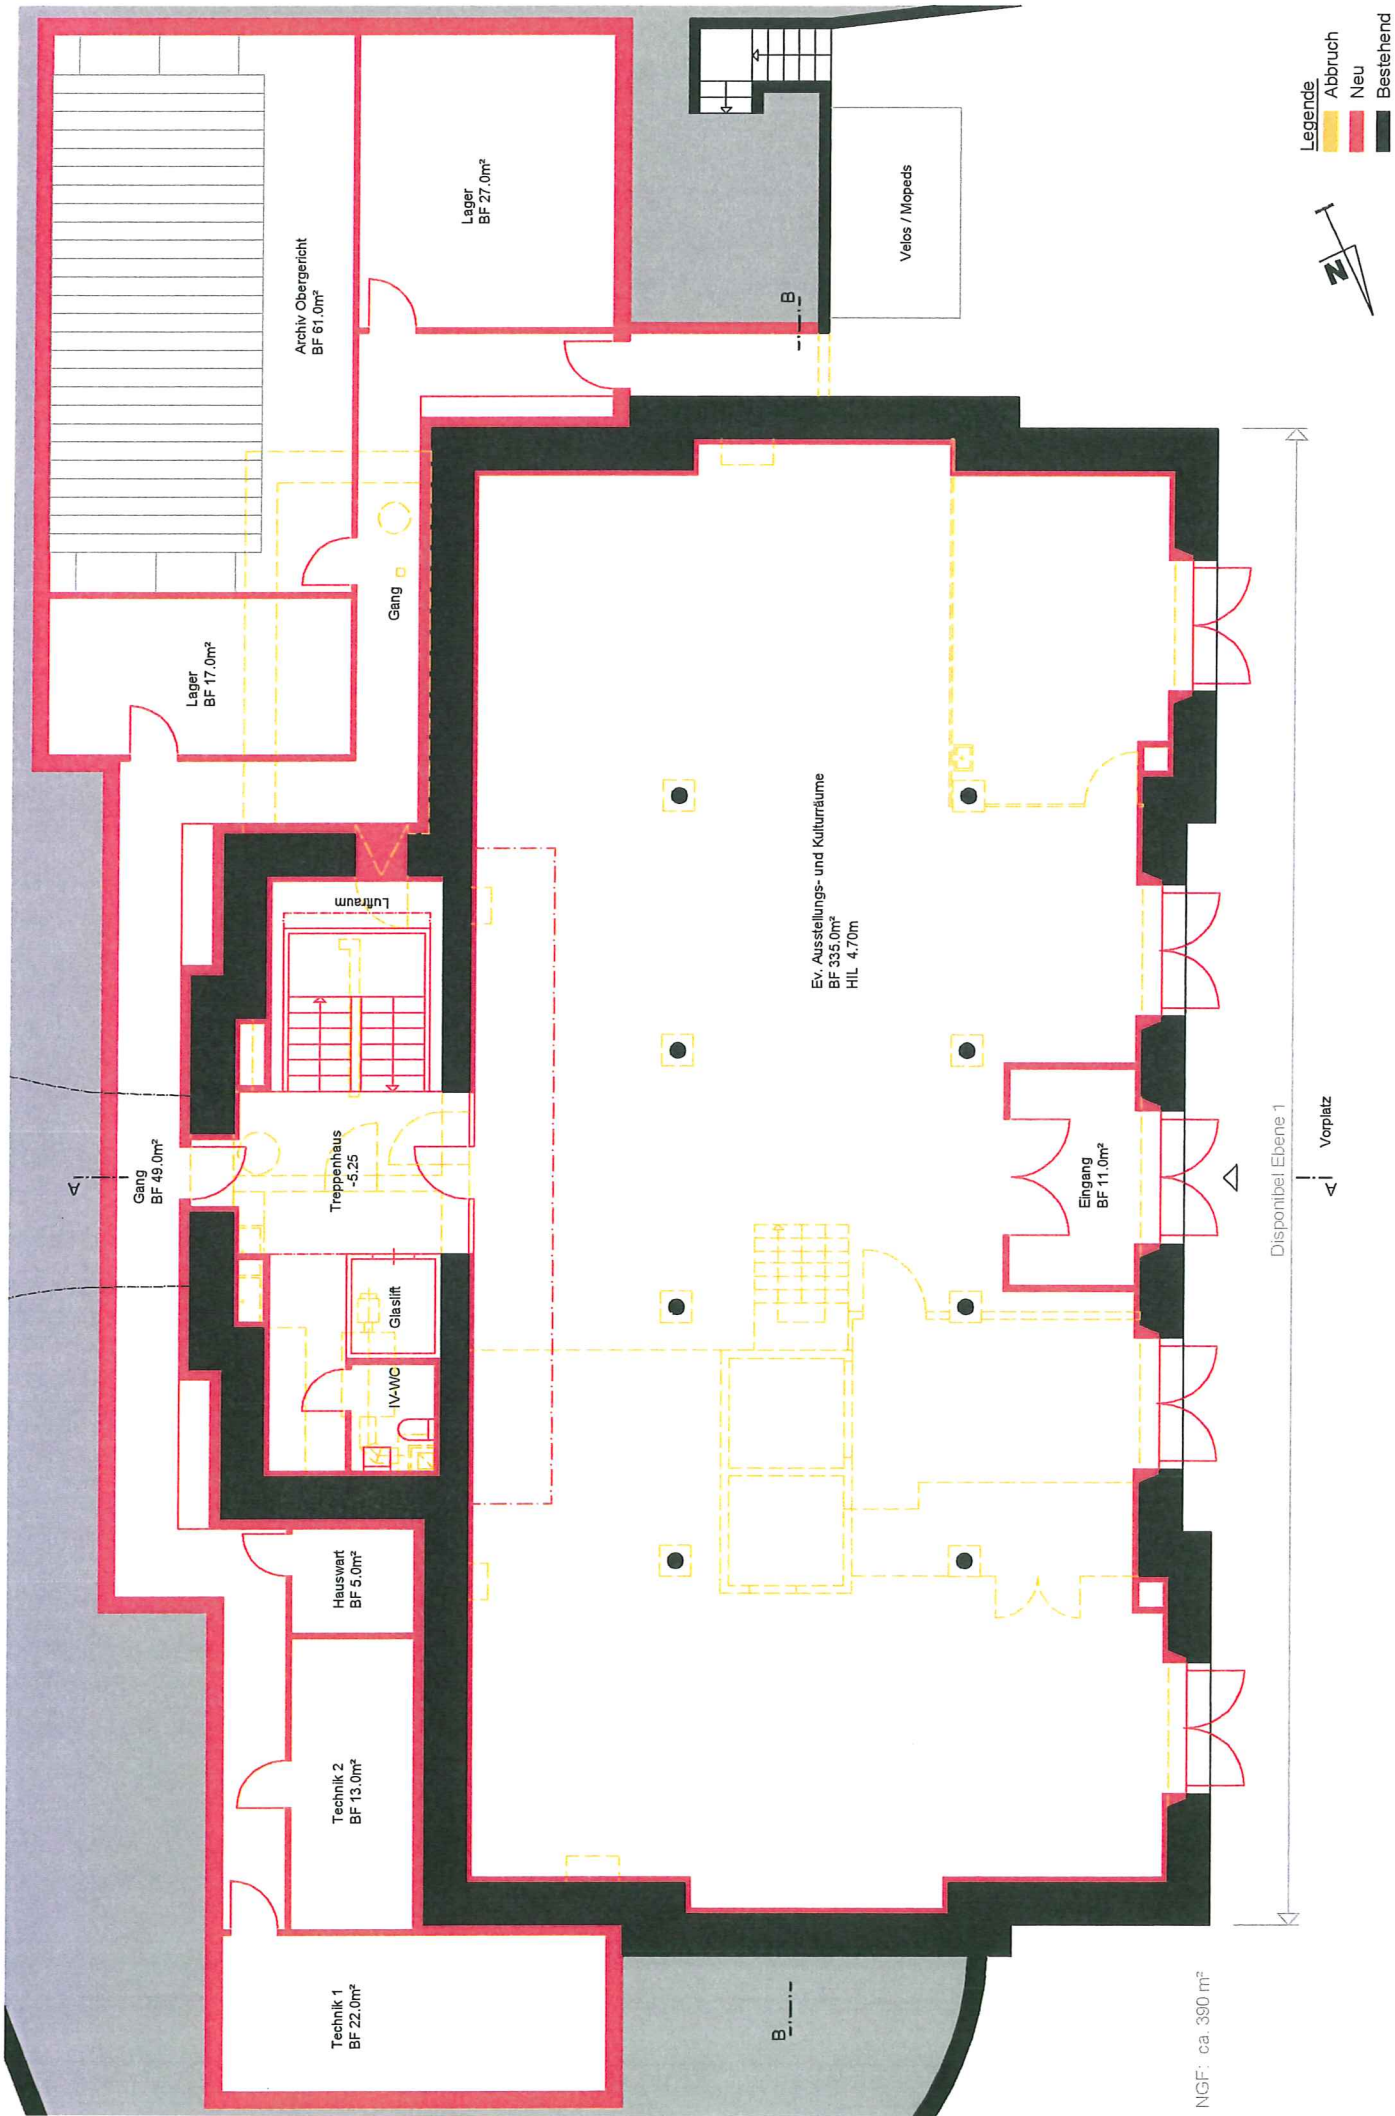 Technik 1
BF 22.0m²
Technik 2
BF 13.0m²
Hauswart
BF 5.0m²
Gang
BF 49.0m²
A
Treppenhaus
-5.25
Glaslift
IV-WC
Luftraum
Lager
BF 17.0m²
Gang
Archiv Obergericht
BF 61.0m²
Lager
BF 27.0m²
B
B
Velos / Mopeds
Ev. Ausstellungs- und Kulturräume
BF 335.0m²
HIL 4.70m
Eingang
BF 11.0m²
Disponibel Ebene 1
A
Vorplatz
NGF: ca. 390 m²
N
Legende
Abbruch
Neu
Bestehend